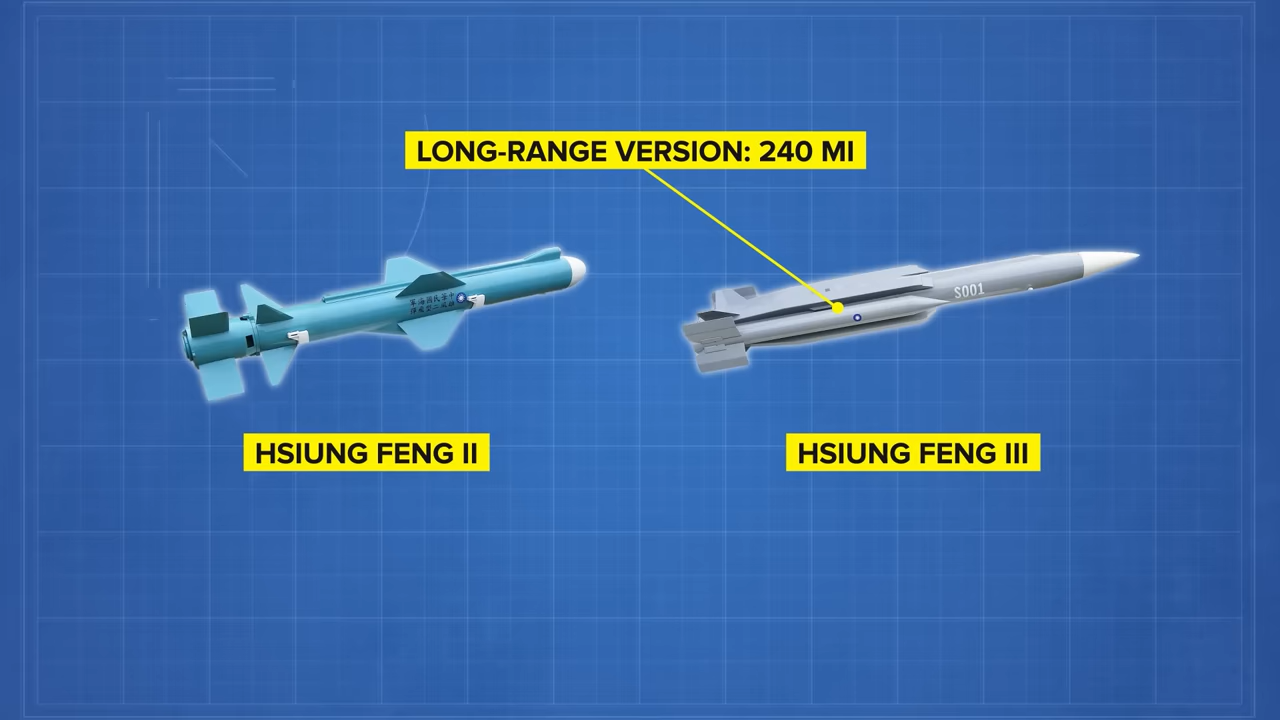 LONG-RANGE VERSION: 240 MI
S001
HSIUNG FENG II
HSIUNG FENG III